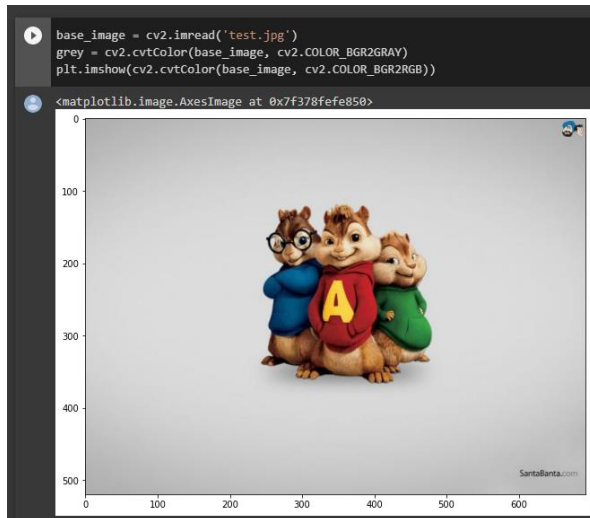 base_image = cv2.imread('test.jpg')
grey = cv2.cvtColor(base_image, cv2.COLOR_BGR2GRAY)
plt.imshow(cv2.cvtColor(base_image, cv2.COLOR_BGR2RGB))
<matplotlib.image.AxesImage at 0x7f378fefe850>
0
100
200
300
400
500
A
SantaBanta.com
0 100 200 300 400 500 600